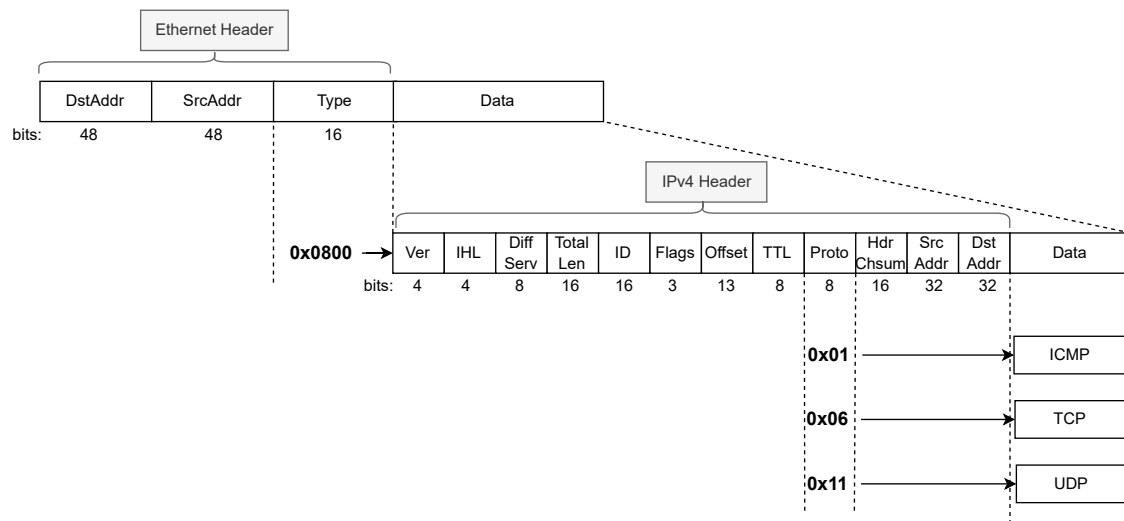 Ethernet Header
DstAddr SrcAddr Type Data
bits: 48 48 16
IPv4 Header
0x0800 Ver IHL Diff Serv Total Len ID Flags Offset TTL Proto Hdr Chsum Src Addr Dst Addr Data
bits: 4 4 8 16 16 3 13 8 8 16 32 32
0x01 ICMP
0x06 TCP
0x11 UDP